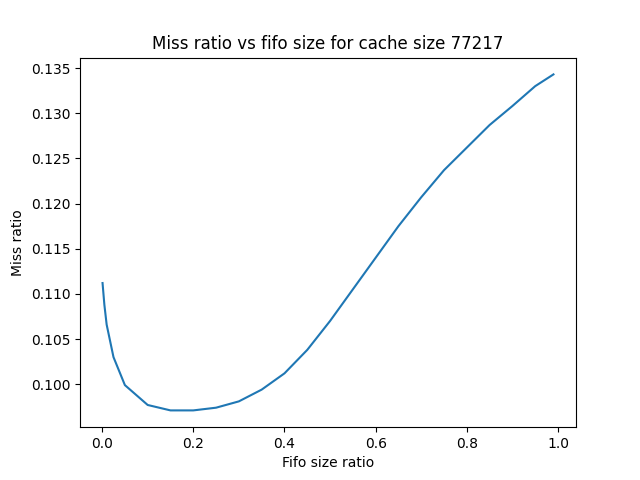 Miss ratio vs fifo size for cache size 77217
0.135
0.130
0.125
0.120
0.115
0.110
0.105
0.100
Miss ratio
0.0 0.2 0.4 0.6 0.8 1.0
Fifo size ratio